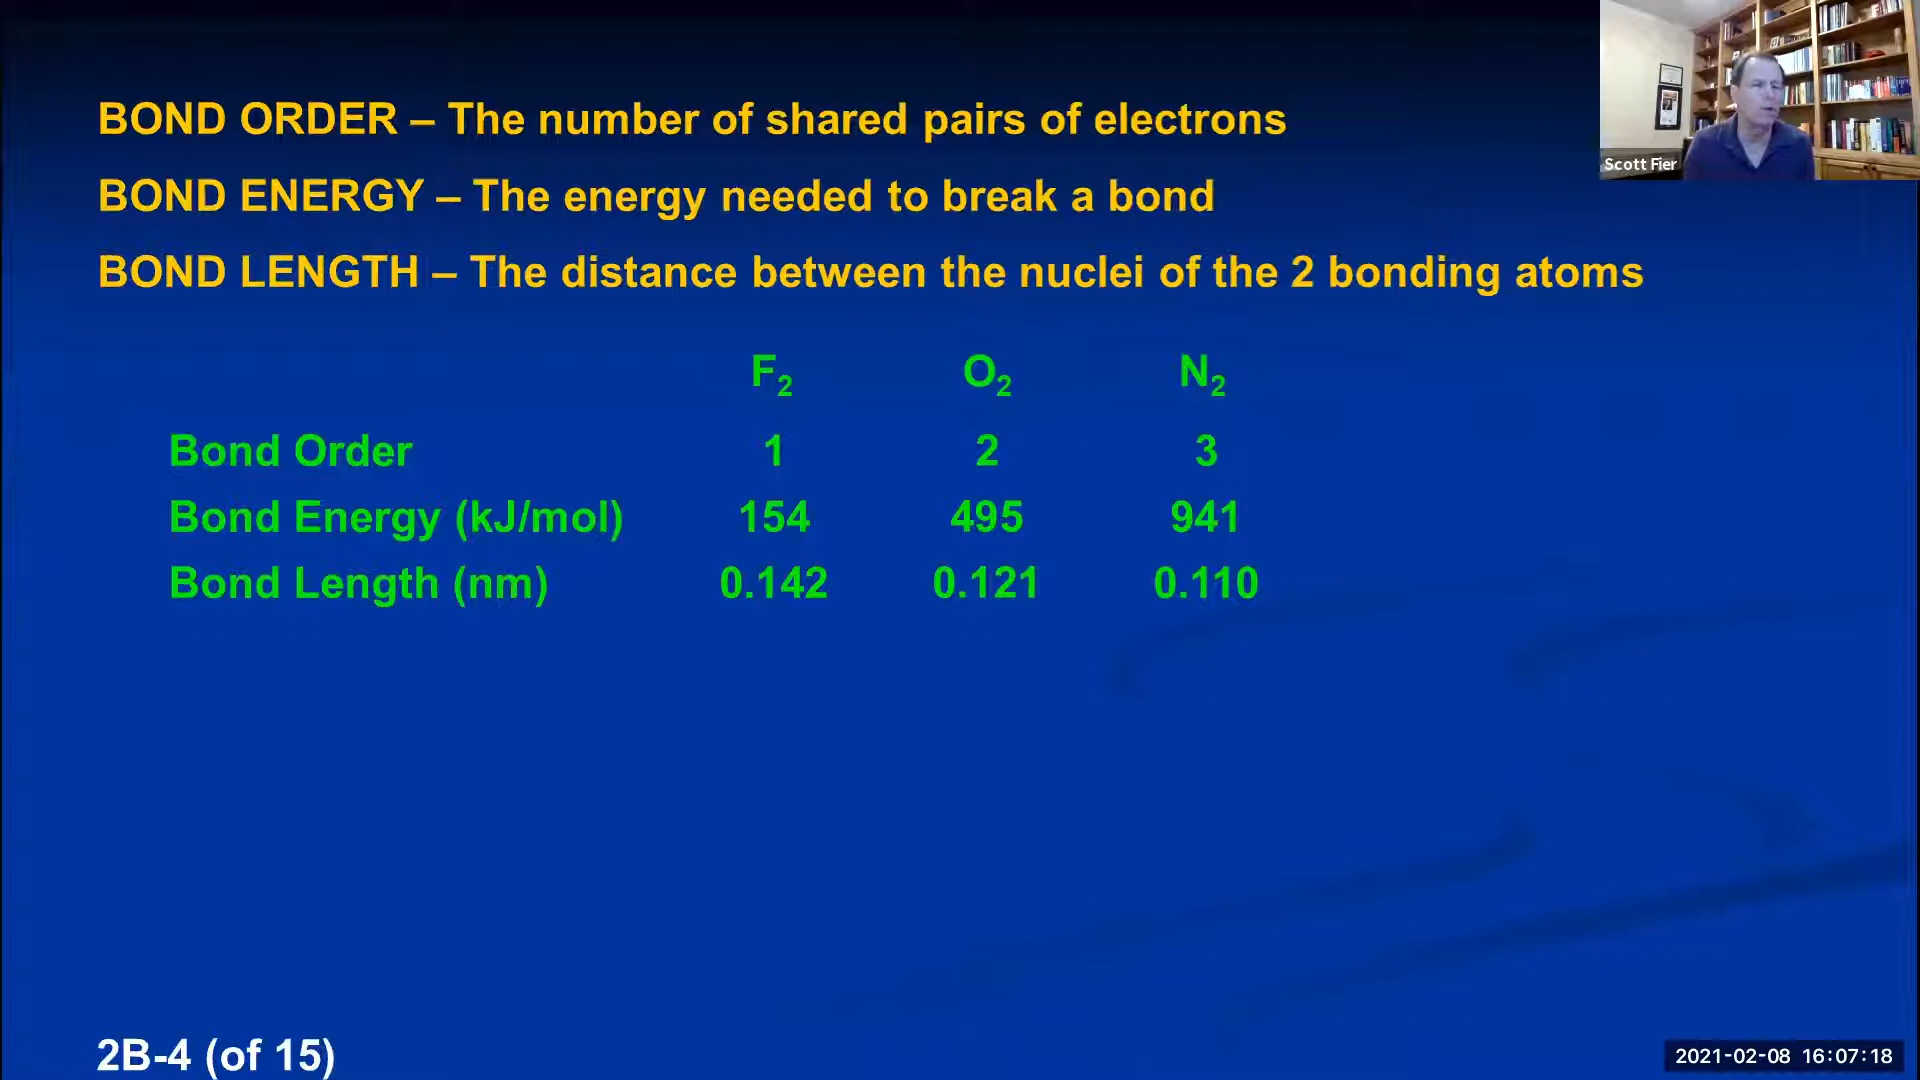 BOND ORDER – The number of shared pairs of electrons
Scott Fier
BOND ENERGY – The energy needed to break a bond
BOND LENGTH – The distance between the nuclei of the 2 bonding atoms
F2 O2 N2
Bond Order 1 2 3
Bond Energy (kJ/mol) 154 495 941
Bond Length (nm) 0.142 0.121 0.110
2B-4 (of 15)
2021-02-08 16:07:18